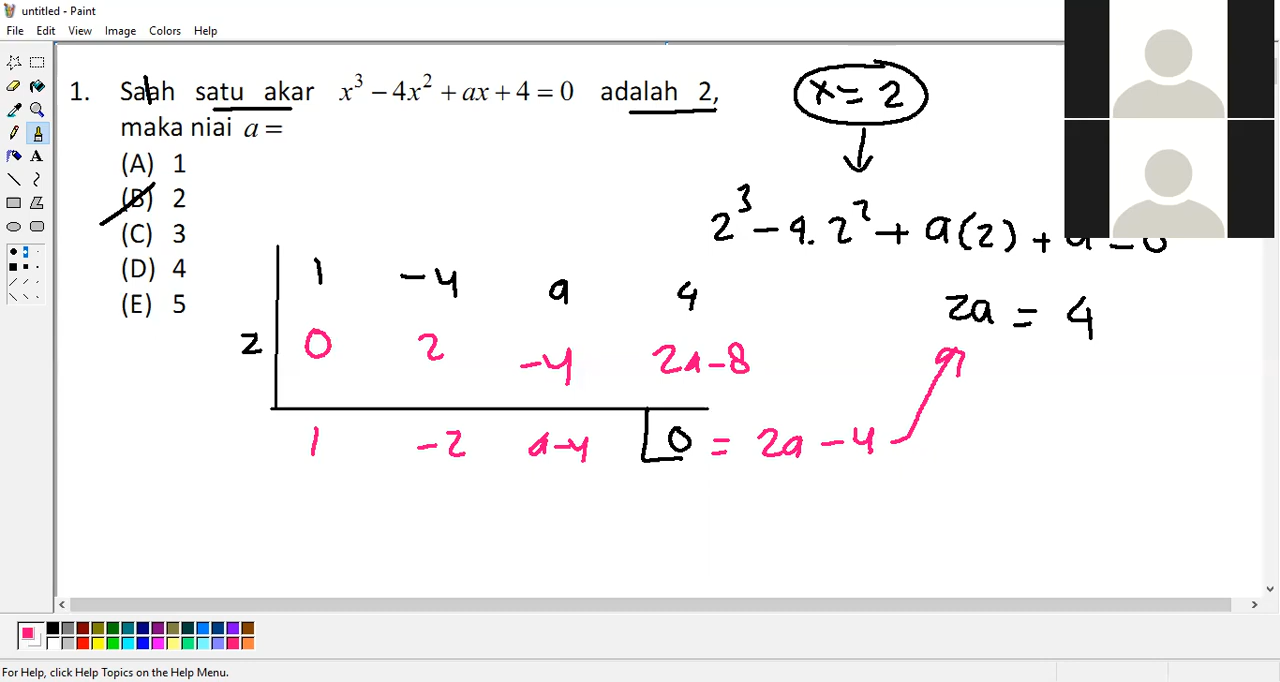 untitled - Paint
File Edit View Image Colors Help
1. Saah satu akar x³ − 4x² + ax + 4 = 0 adalah 2,
maka niai a =
(A) 1
(B) 2
(C) 3
(D) 4
(E) 5
x = 2
2³ − 4. 2² + a(2) +
2a = 4
1 −4 a 4
2 0 2 −4 2a − 8
1 −2 a−4 0 = 2a − 4
For Help, click Help Topics on the Help Menu.